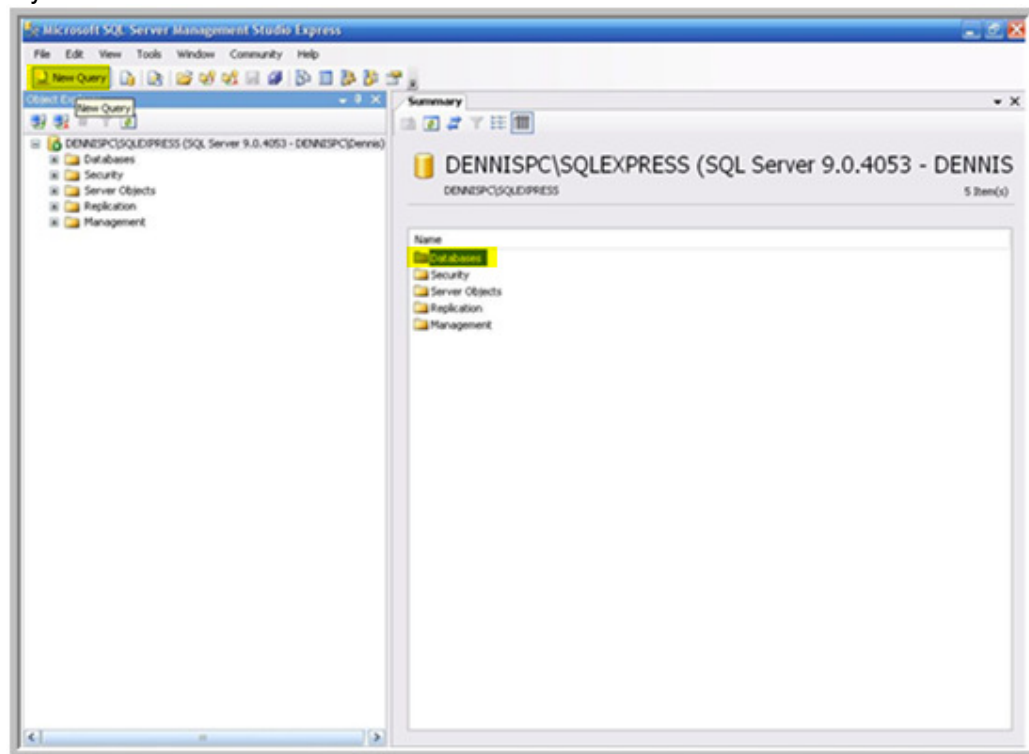 Microsoft SQL Server Management Studio Express
File Edit View Tools Window Community Help
New Query
Object Ex
New Query
DENNISPC\SQLEXPRESS (SQL Server 9.0.4053 - DENNISPC\Dennis)
Databases
Security
Server Objects
Replication
Management
Summary
DENNISPC\SQLEXPRESS (SQL Server 9.0.4053 - DENNIS
DENNISPC\SQLEXPRESS
5 Item(s)
Name
Databases
Security
Server Objects
Replication
Management